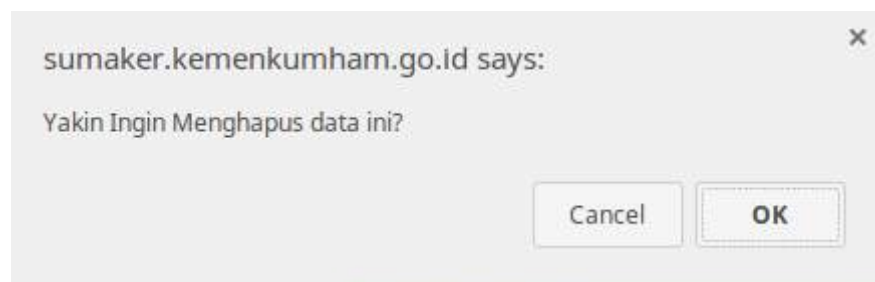 sumaker.kemenkumham.go.id says:
Yakin Ingin Menghapus data ini?
Cancel OK